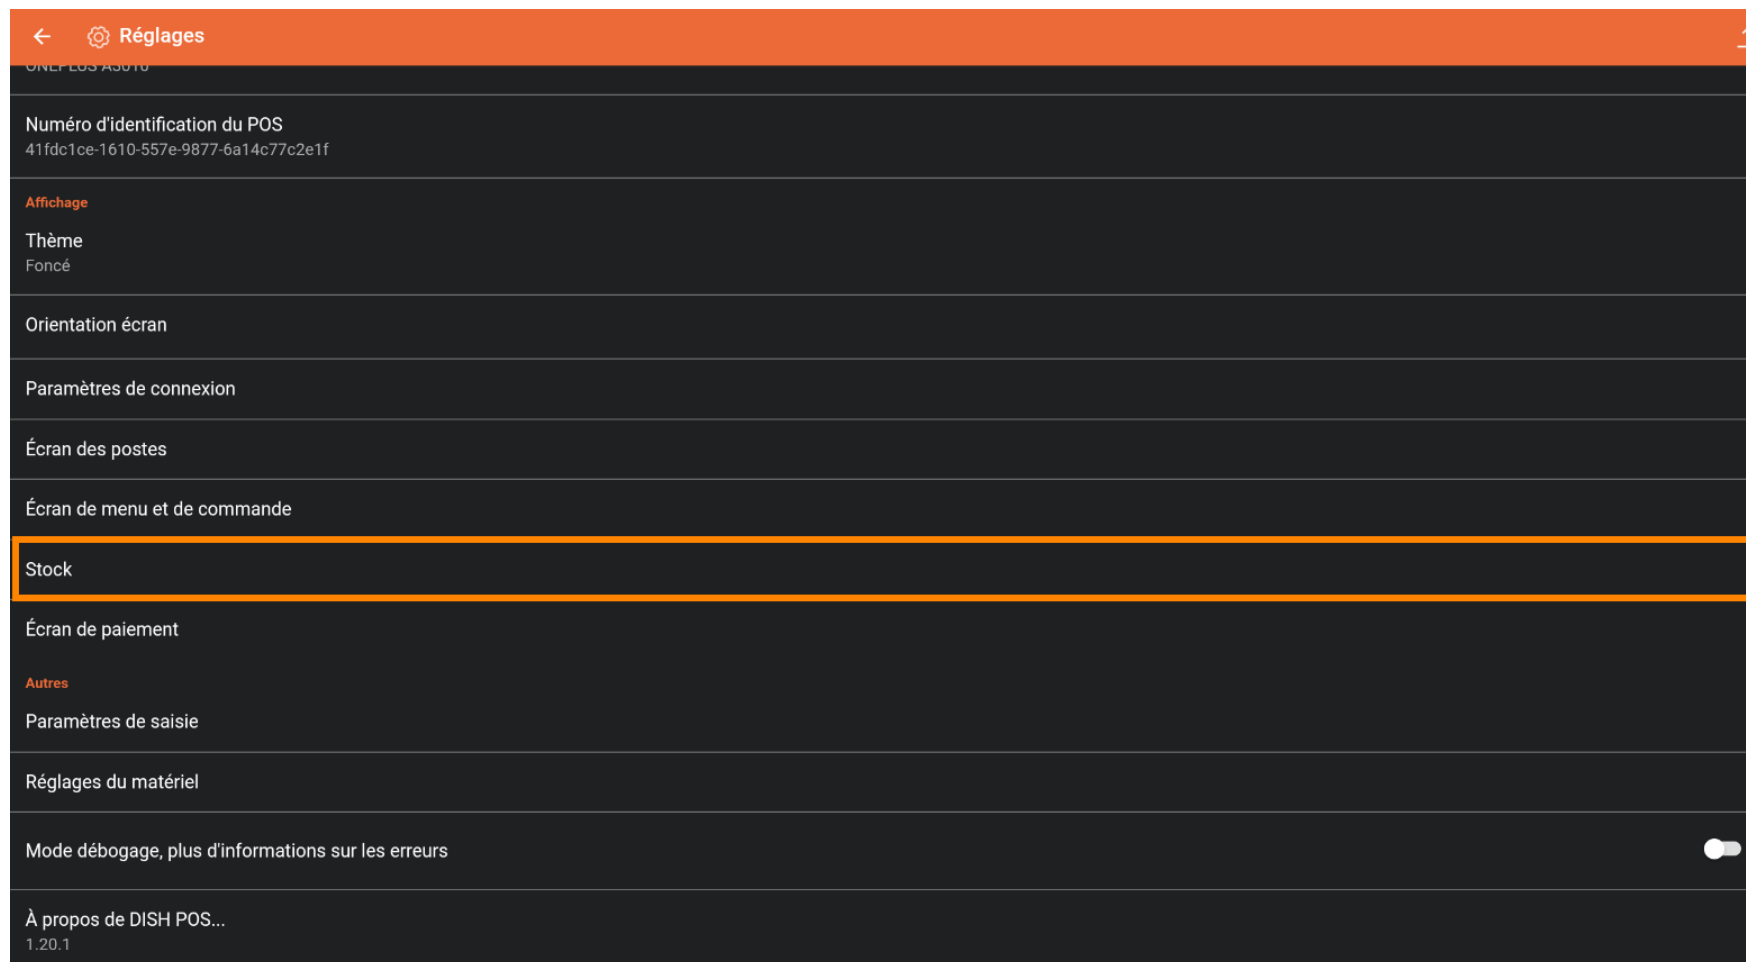 Réglages
ONEPLUS A3010
Numéro d'identification du POS
41fdc1ce-1610-557e-9877-6a14c77c2e1f
Affichage
Thème
Foncé
Orientation écran
Paramètres de connexion
Écran des postes
Écran de menu et de commande
Stock
Écran de paiement
Autres
Paramètres de saisie
Réglages du matériel
Mode débogage, plus d'informations sur les erreurs
À propos de DISH POS...
1.20.1